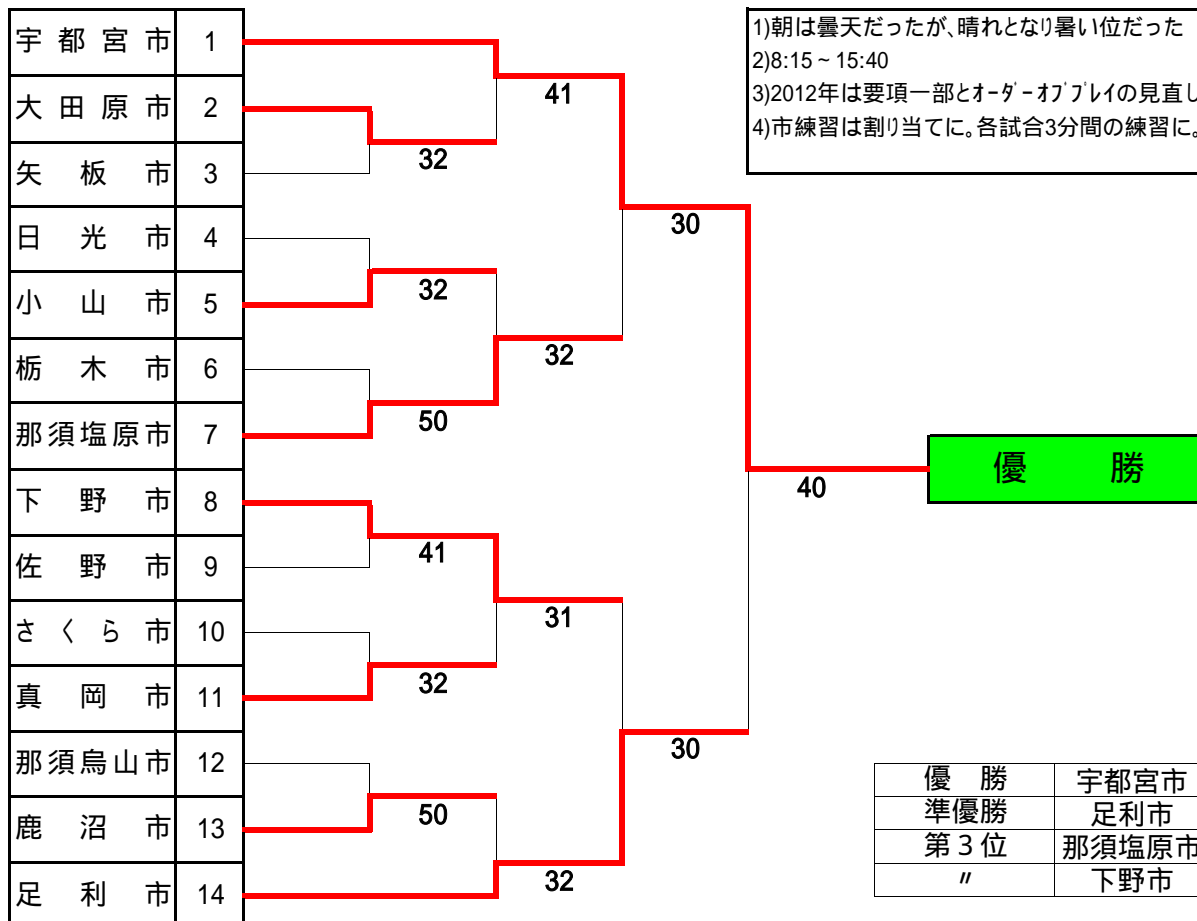 宇都宮市 1
大田原市 2
矢板市 3
日光市 4
小山市 5
栃木市 6
那須塩原市 7
下野市 8
佐野市 9
さくら市 10
真岡市 11
那須烏山市 12
鹿沼市 13
足利市 14
32
32
50
41
32
50
41
32
31
32
30
30
40
優勝
1)朝は曇天だったが、晴れとなり暑い位だった
2)8:15 ~ 15:40
3)2012年は要項一部とオーダーオブプレイの見直し
4)市練習は割り当てに。各試合3分間の練習に。
優勝 宇都宮市
準優勝 足利市
第3位 那須塩原市
〃 下野市